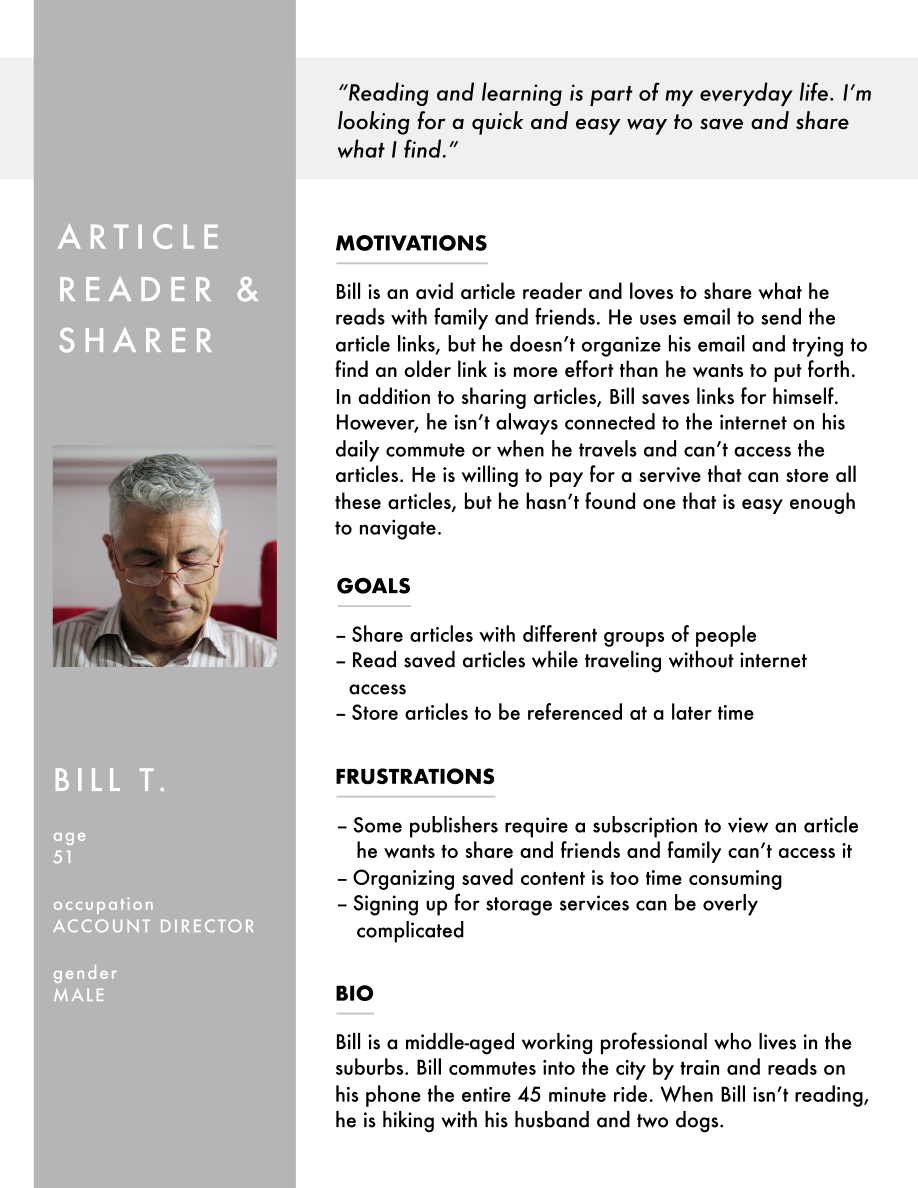 “Reading and learning is part of my everyday life. I’m
looking for a quick and easy way to save and share
what I find.”
ARTICLE
READER &
SHARER
BILL T.
age
51
occupation
ACCOUNT DIRECTOR
gender
MALE
MOTIVATIONS
Bill is an avid article reader and loves to share what he
reads with family and friends. He uses email to send the
article links, but he doesn’t organize his email and trying to
find an older link is more effort than he wants to put forth.
In addition to sharing articles, Bill saves links for himself.
However, he isn’t always connected to the internet on his
daily commute or when he travels and can’t access the
articles. He is willing to pay for a servive that can store all
these articles, but he hasn’t found one that is easy enough
to navigate.
GOALS
– Share articles with different groups of people
– Read saved articles while traveling without internet
access
– Store articles to be referenced at a later time
FRUSTRATIONS
– Some publishers require a subscription to view an article
he wants to share and friends and family can’t access it
– Organizing saved content is too time consuming
– Signing up for storage services can be overly
complicated
BIO
Bill is a middle-aged working professional who lives in the
suburbs. Bill commutes into the city by train and reads on
his phone the entire 45 minute ride. When Bill isn’t reading,
he is hiking with his husband and two dogs.